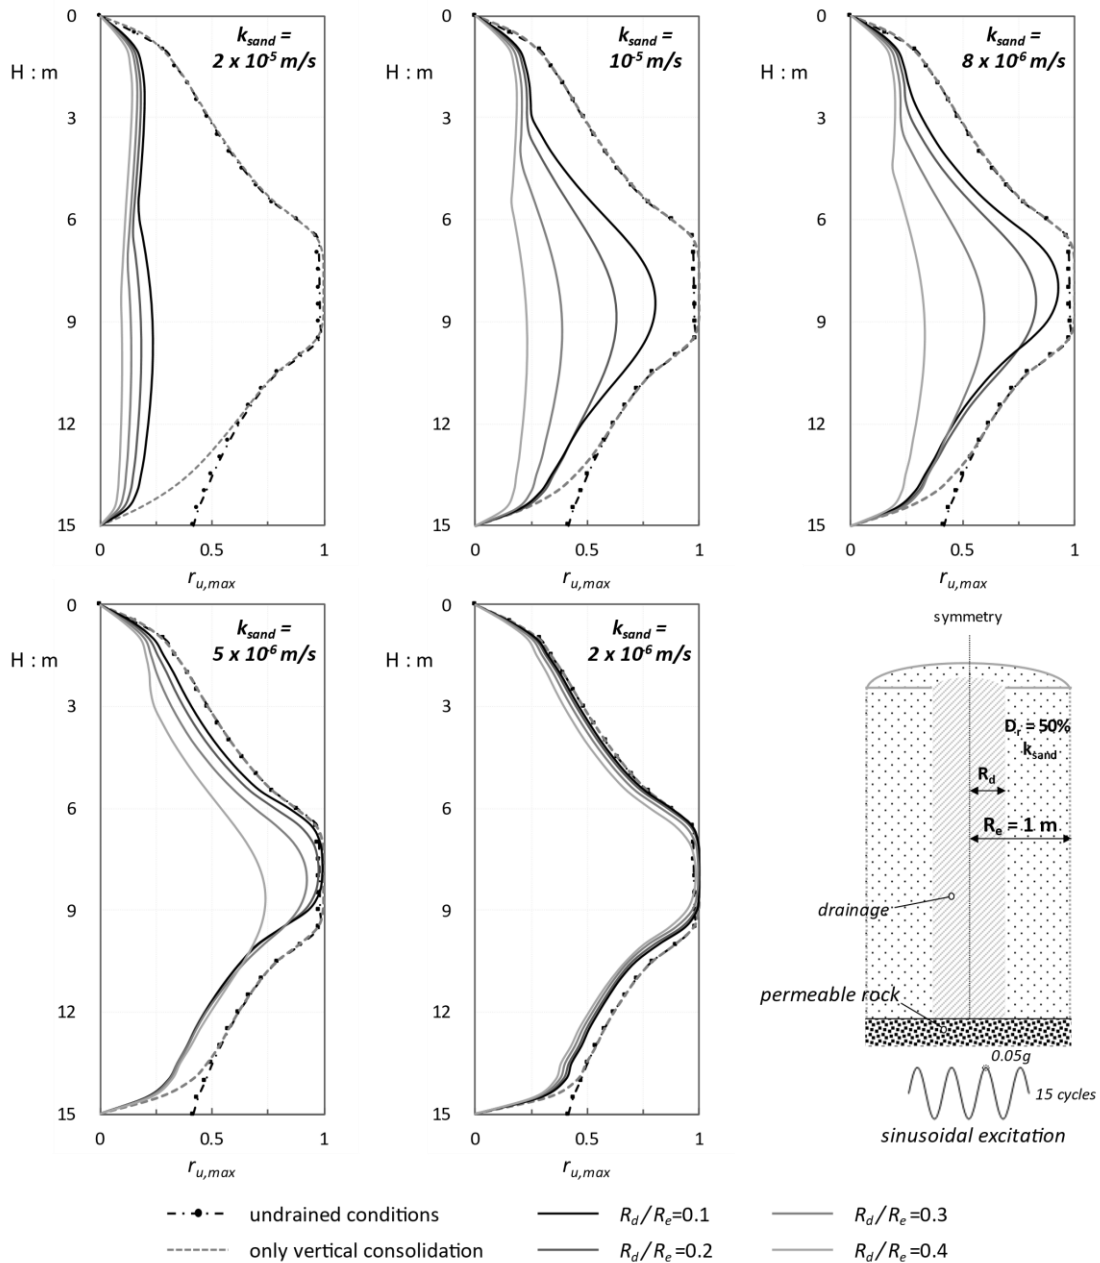 k_sand =
2 x 10^-5 m/s
H : m
0
3
6
9
12
15
0
0.5
1
r_u,max
k_sand =
10^-5 m/s
H : m
0
3
6
9
12
15
0
0.5
1
r_u,max
k_sand =
8 x 10^-6 m/s
H : m
0
3
6
9
12
15
0
0.5
1
r_u,max
k_sand =
5 x 10^-6 m/s
H : m
0
3
6
9
12
15
0
0.5
1
r_u,max
k_sand =
2 x 10^-6 m/s
H : m
0
3
6
9
12
15
0
0.5
1
r_u,max
symmetry
D_r = 50%
k_sand
R_d
R_e = 1 m
drainage
permeable rock
0.05g
15 cycles
sinusoidal excitation
undrained conditions
only vertical consolidation
R_d/R_e=0.1
R_d/R_e=0.2
R_d/R_e=0.3
R_d/R_e=0.4